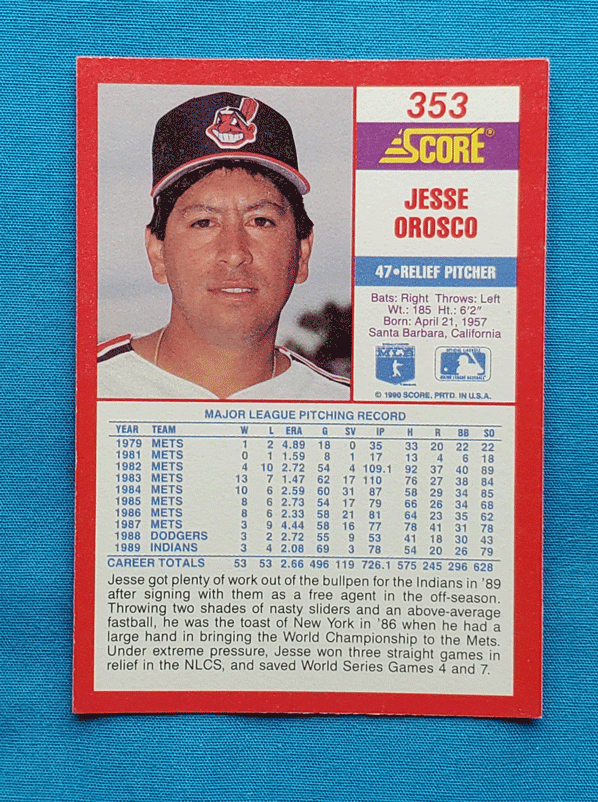 353
SCORE®
JESSE
OROSCO
47•RELIEF PITCHER
Bats: Right Throws: Left
Wt.: 185 Ht.: 6'2"
Born: April 21, 1957
Santa Barbara, California
© 1990 SCORE, PRTD. IN U.S.A.
MAJOR LEAGUE PITCHING RECORD
YEAR TEAM W L ERA G SV IP H R BB SO
1979 METS 1 2 4.89 18 0 35 33 20 22 22
1981 METS 0 1 1.59 8 1 17 13 4 6 18
1982 METS 4 10 2.72 54 4 109.1 92 37 40 89
1983 METS 13 7 1.47 62 17 110 76 27 38 84
1984 METS 10 6 2.59 60 31 87 58 29 34 85
1985 METS 8 6 2.73 54 17 79 66 26 34 68
1986 METS 8 6 2.33 58 21 81 64 23 35 62
1987 METS 3 9 4.44 58 16 77 78 41 31 78
1988 DODGERS 3 2 2.72 55 9 53 41 18 30 43
1989 INDIANS 3 4 2.08 69 3 78 54 20 26 79
CAREER TOTALS 53 53 2.66 496 119 726.1 575 245 296 628
Jesse got plenty of work out of the bullpen for the Indians in '89
after signing with them as a free agent in the off-season.
Throwing two shades of nasty sliders and an above-average
fastball, he was the toast of New York in '86 when he had a
large hand in bringing the World Championship to the Mets.
Under extreme pressure, Jesse won three straight games in
relief in the NLCS, and saved World Series Games 4 and 7.